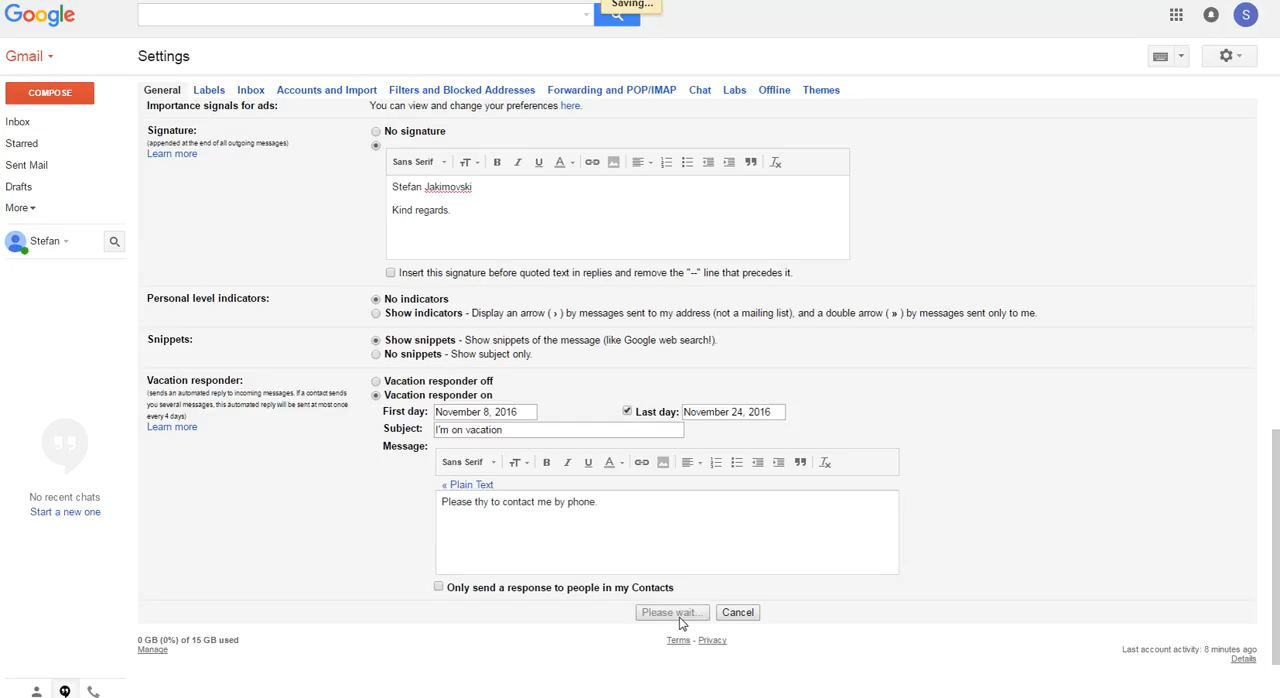 Saving...
Google
S
Gmail
Settings
COMPOSE
Inbox
Starred
Sent Mail
Drafts
More
Stefan
No recent chats
Start a new one
General Labels Inbox Accounts and Import Filters and Blocked Addresses Forwarding and POP/IMAP Chat Labs Offline Themes
Importance signals for ads: You can view and change your preferences here.
Signature: No signature
(appended at the end of all outgoing messages)
Learn more
Sans Serif
Stefan Jakimovski
Kind regards.
Insert this signature before quoted text in replies and remove the "--" line that precedes it.
Personal level indicators: No indicators
Show indicators - Display an arrow ( › ) by messages sent to my address (not a mailing list), and a double arrow ( » ) by messages sent only to me.
Snippets: Show snippets - Show snippets of the message (like Google web search!).
No snippets - Show subject only.
Vacation responder: Vacation responder off
(sends an automated reply to incoming messages. If a contact sends
you several messages, this automated reply will be sent at most once
every 4 days)
Learn more
Vacation responder on
First day: November 8, 2016 Last day: November 24, 2016
Subject: I'm on vacation
Message:
Sans Serif
« Plain Text
Please thy to contact me by phone.
Only send a response to people in my Contacts
Please wait... Cancel
0 GB (0%) of 15 GB used
Manage
Terms - Privacy
Last account activity: 8 minutes ago
Details